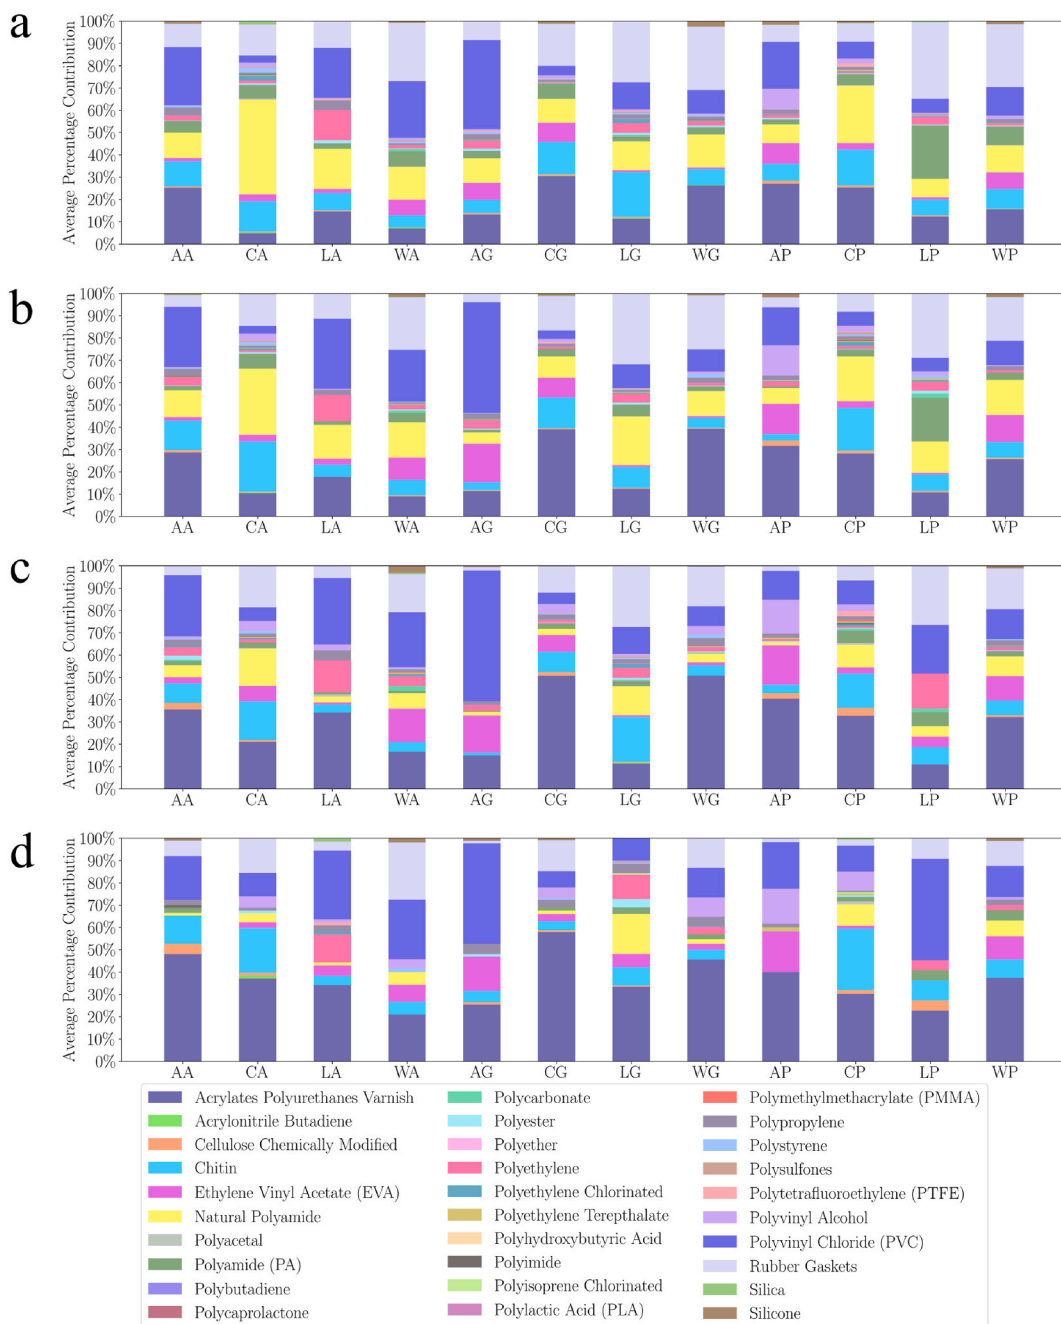 a
Average Percentage Contribution
100%
90%
80%
70%
60%
50%
40%
30%
20%
10%
0%
AA CA LA WA AG CG LG WG AP CP LP WP
b
Average Percentage Contribution
100%
90%
80%
70%
60%
50%
40%
30%
20%
10%
0%
AA CA LA WA AG CG LG WG AP CP LP WP
c
Average Percentage Contribution
100%
90%
80%
70%
60%
50%
40%
30%
20%
10%
0%
AA CA LA WA AG CG LG WG AP CP LP WP
d
Average Percentage Contribution
100%
90%
80%
70%
60%
50%
40%
30%
20%
10%
0%
AA CA LA WA AG CG LG WG AP CP LP WP
Acrylates Polyurethanes Varnish
Acrylonitrile Butadiene
Cellulose Chemically Modified
Chitin
Ethylene Vinyl Acetate (EVA)
Natural Polyamide
Polyacetal
Polyamide (PA)
Polybutadiene
Polycaprolactone
Polycarbonate
Polyester
Polyether
Polyethylene
Polyethylene Chlorinated
Polyethylene Terepthalate
Polyhydroxybutyric Acid
Polyimide
Polyisoprene Chlorinated
Polylactic Acid (PLA)
Polymethylmethacrylate (PMMA)
Polypropylene
Polystyrene
Polysulfones
Polytetrafluoroethylene (PTFE)
Polyvinyl Alcohol
Polyvinyl Chloride (PVC)
Rubber Gaskets
Silica
Silicone